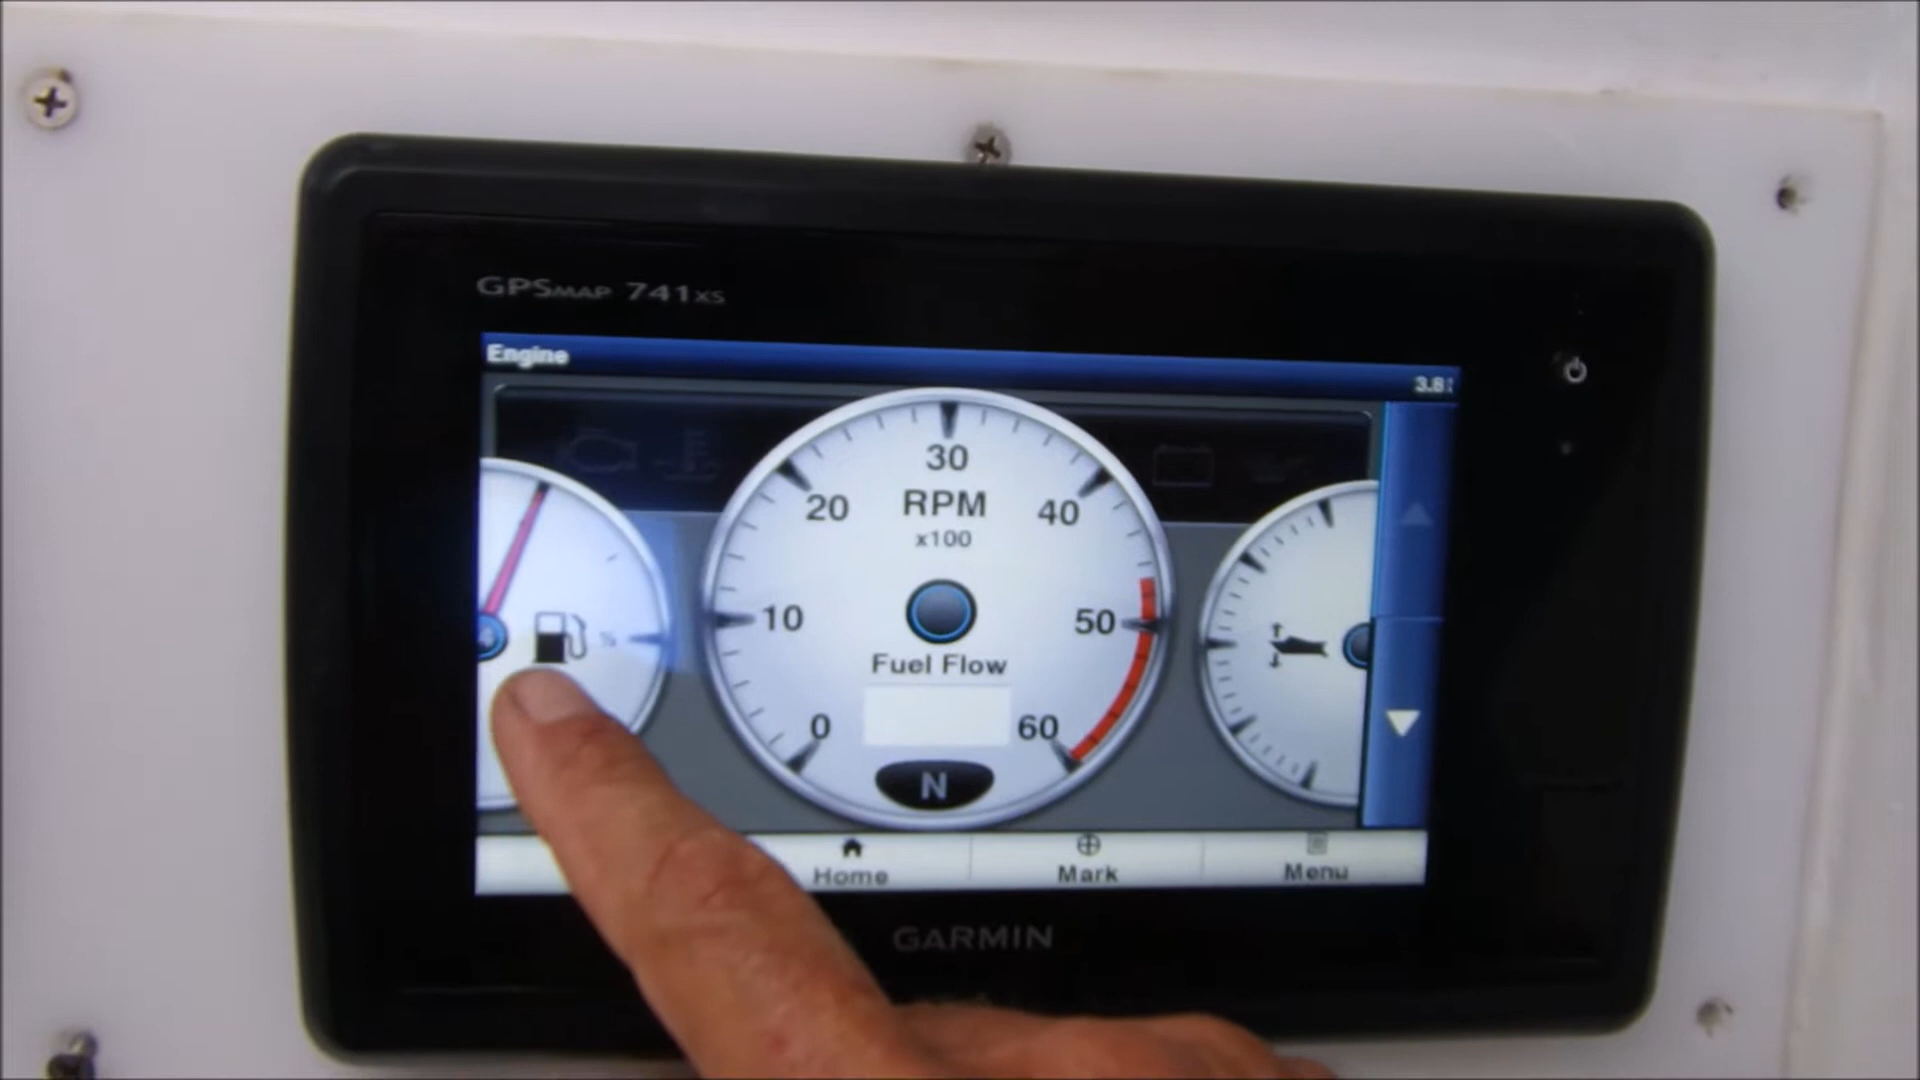 GPSMAP 741xs
Engine
3.8
30
20 RPM 40
x100
10 50
Fuel Flow
0 60
N
Home Mark Menu
GARMIN